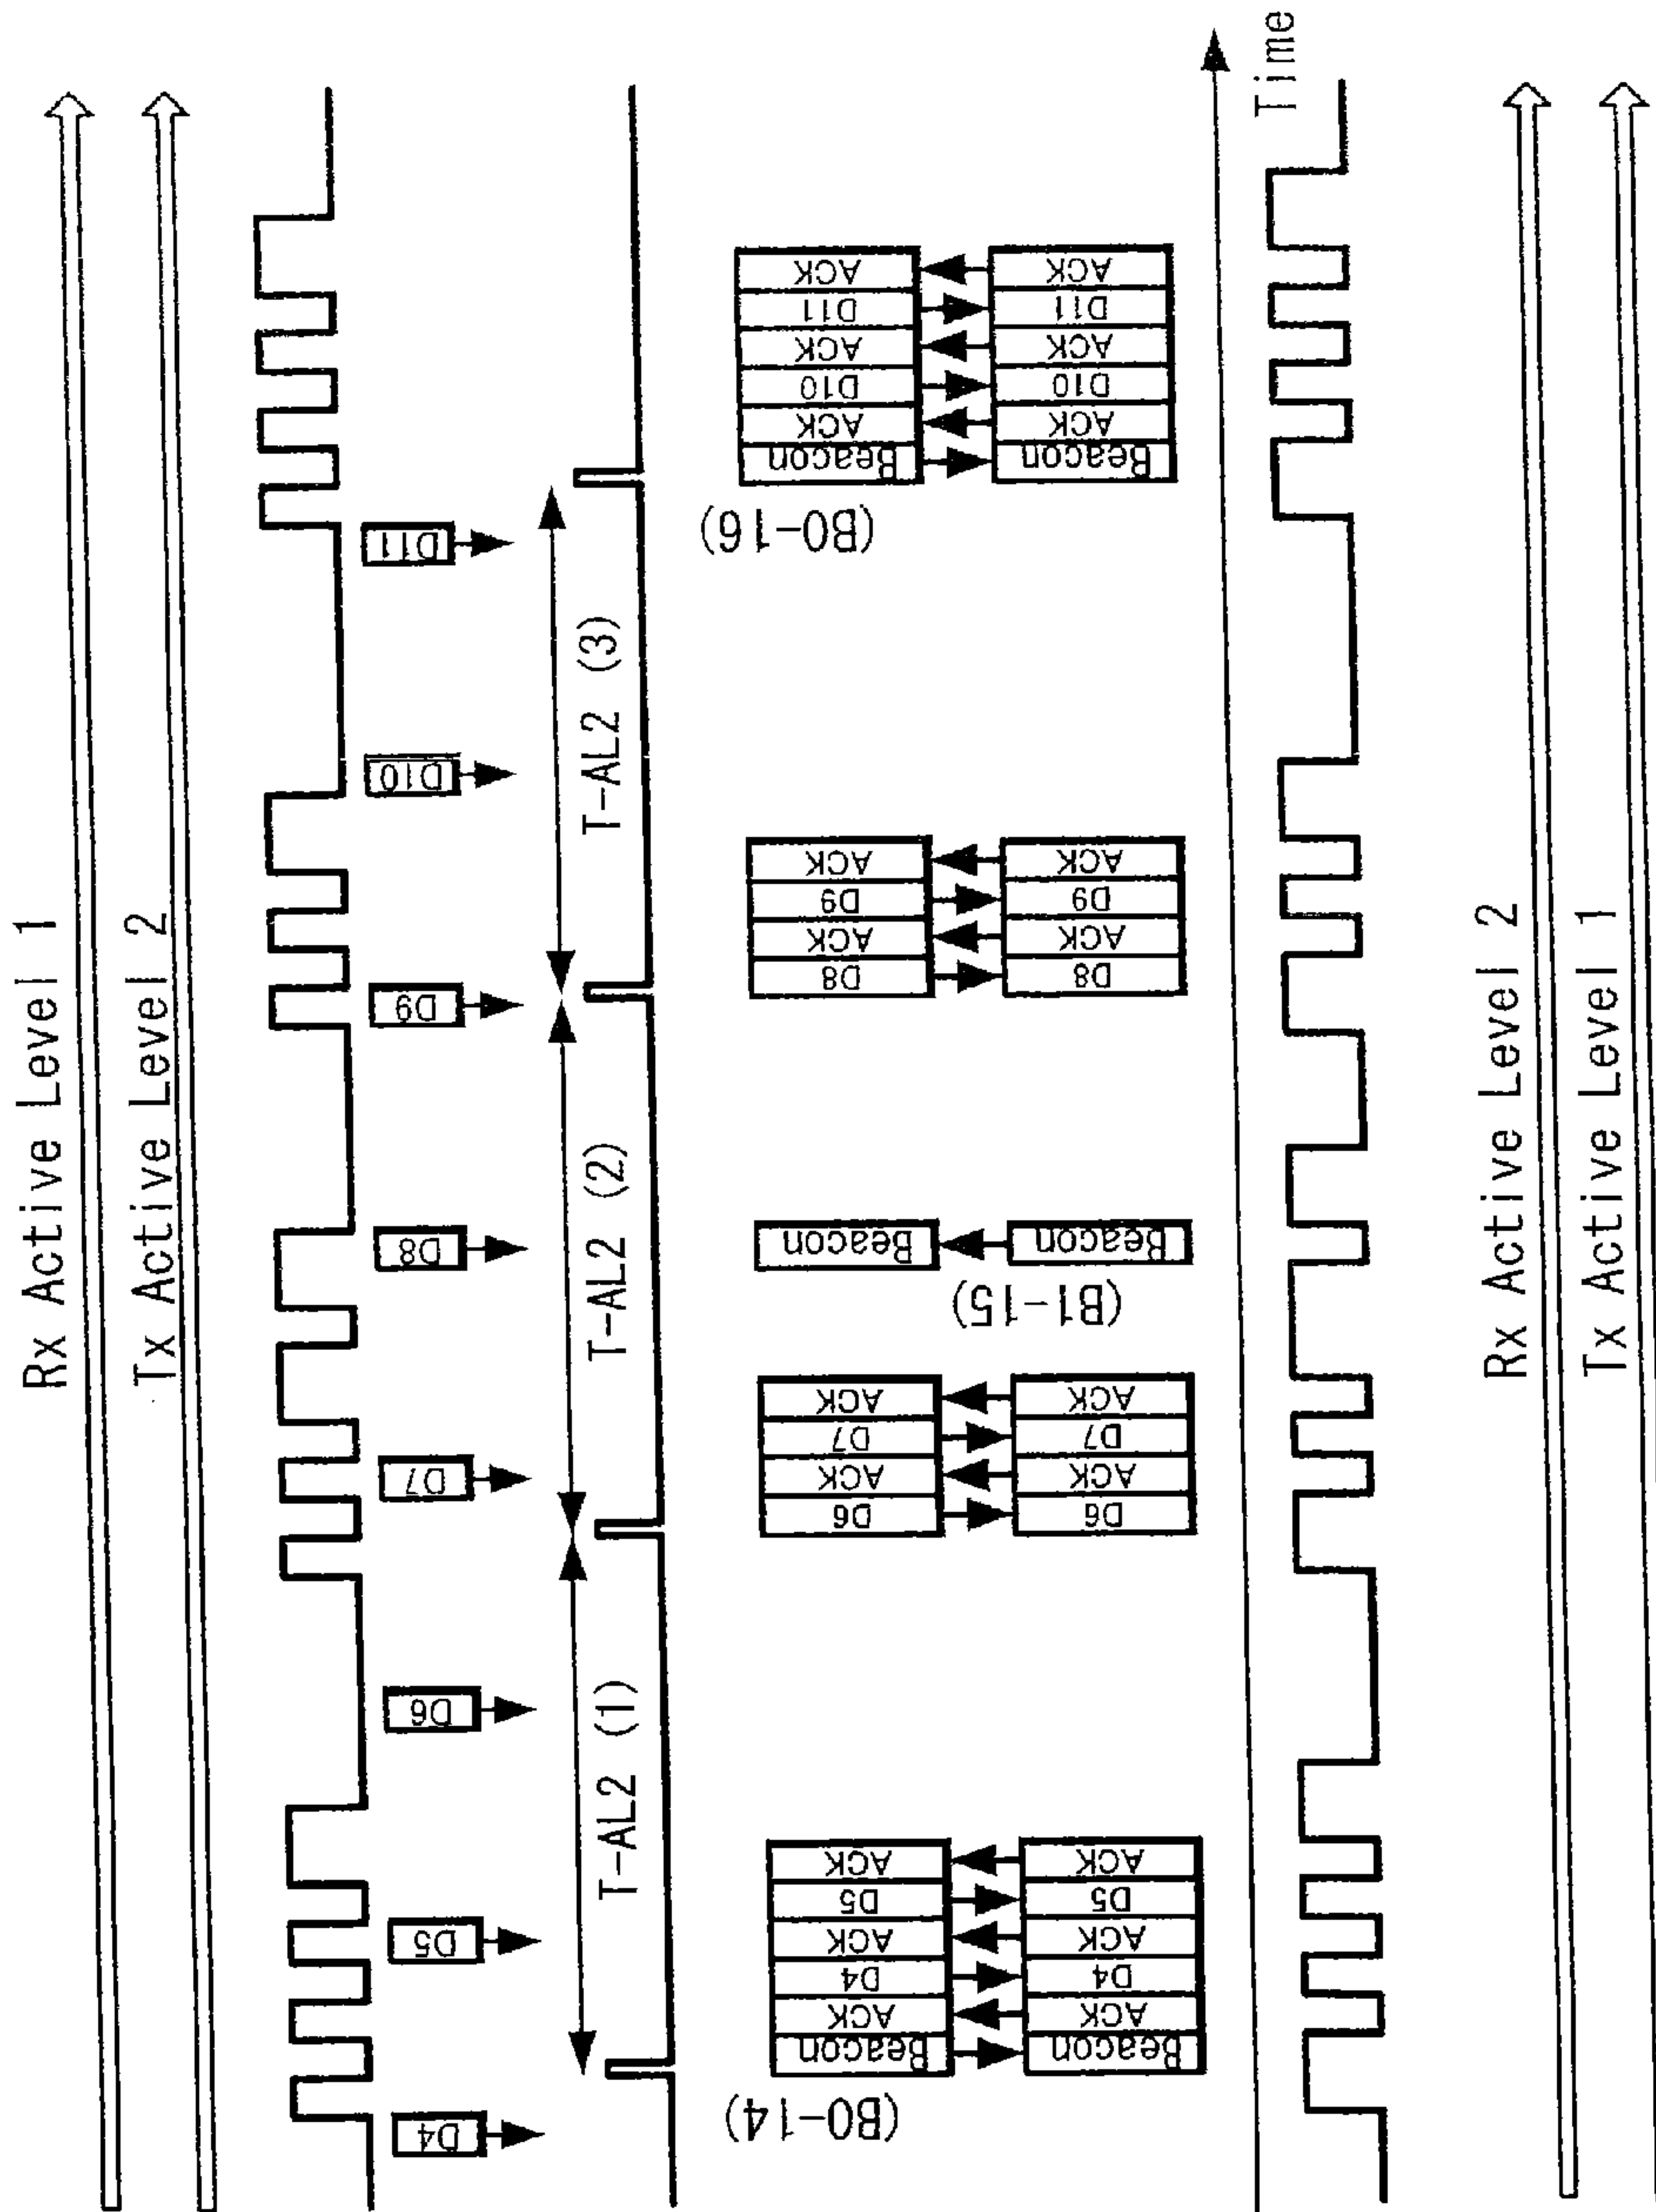 Rx Active Level 1
Tx Active Level 2
D4
D5
D6
D7
D8
D9
D10
D11
T-AL2 (1)
T-AL2 (2)
T-AL2 (3)
(B0-14)
Beacon
ACK
D4
ACK
D5
ACK
Beacon
ACK
D4
ACK
D5
ACK
D6
ACK
D7
ACK
D6
ACK
D7
ACK
Beacon
(B1-15)
Beacon
D8
ACK
D9
ACK
D8
ACK
D9
ACK
(B0-16)
Beacon
ACK
D10
ACK
D11
ACK
Beacon
ACK
D10
ACK
D11
ACK
Time
Rx Active Level 2
Tx Active Level 1